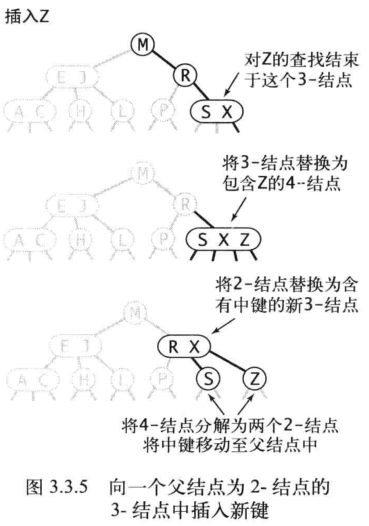 插入Z
M
E J
R
A C
H
L
P
S X
对Z的查找结束
于这个3-结点
将3-结点替换为
包含Z的4-结点
M
E J
R
A C
H
L
P
S X Z
将2-结点替换为含
有中键的新3-结点
M
E J
R X
A C
H
L
P
S
Z
将4-结点分解为两个2-结点
将中键移动至父结点中
图 3.3.5 向一个父结点为 2- 结点的
3- 结点中插入新键